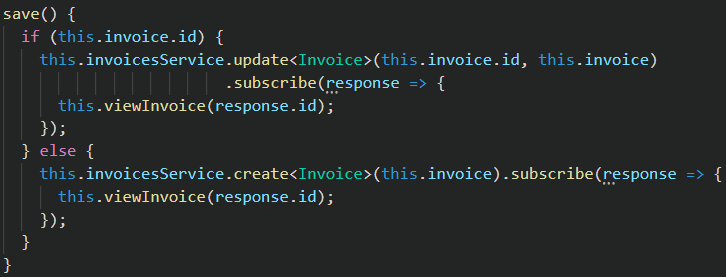 save() {
  if (this.invoice.id) {
    this.invoicesService.update<Invoice>(this.invoice.id, this.invoice)
                        .subscribe(response => {
      this.viewInvoice(response.id);
    });
  } else {
    this.invoicesService.create<Invoice>(this.invoice).subscribe(response => {
      this.viewInvoice(response.id);
    });
  }
}